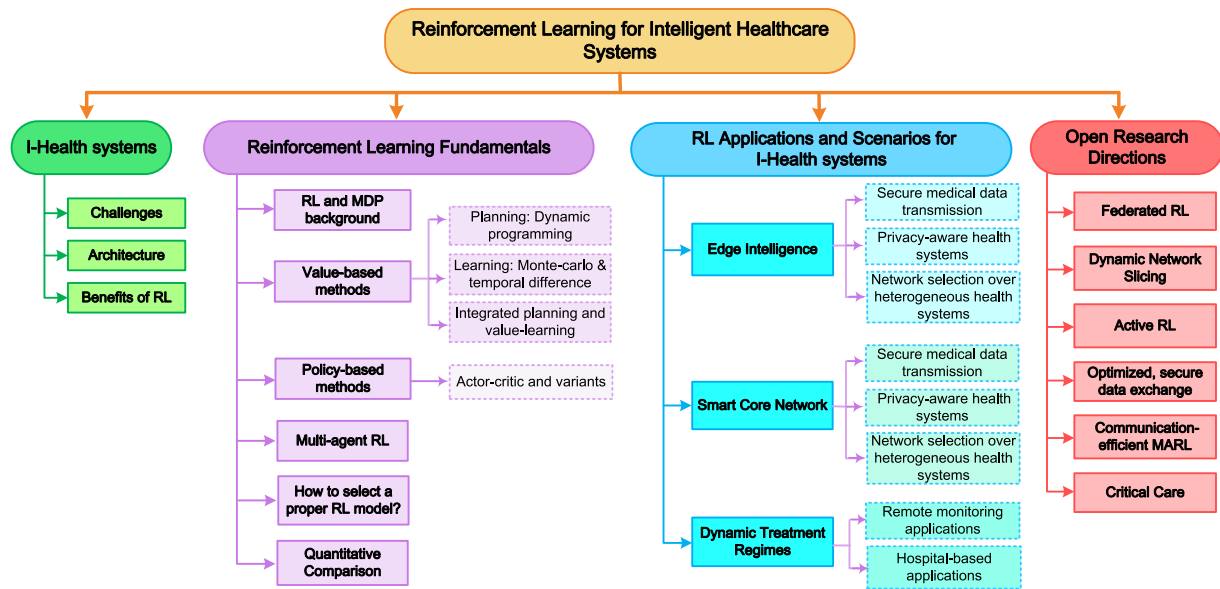 Reinforcement Learning for Intelligent Healthcare
Systems
I-Health systems
Challenges
Architecture
Benefits of RL
Reinforcement Learning Fundamentals
RL and MDP
background
Value-based
methods
Planning: Dynamic
programming
Learning: Monte-carlo &
temporal difference
Integrated planning and
value-learning
Policy-based
methods
Actor-critic and variants
Multi-agent RL
How to select a
proper RL model?
Quantitative
Comparison
RL Applications and Scenarios for
I-Health systems
Edge Intelligence
Secure medical data
transmission
Privacy-aware health
systems
Network selection over
heterogeneous health
systems
Smart Core Network
Secure medical data
transmission
Privacy-aware health
systems
Network selection over
heterogeneous health
systems
Dynamic Treatment
Regimes
Remote monitoring
applications
Hospital-based
applications
Open Research
Directions
Federated RL
Dynamic Network
Slicing
Active RL
Optimized, secure
data exchange
Communication-
efficient MARL
Critical Care